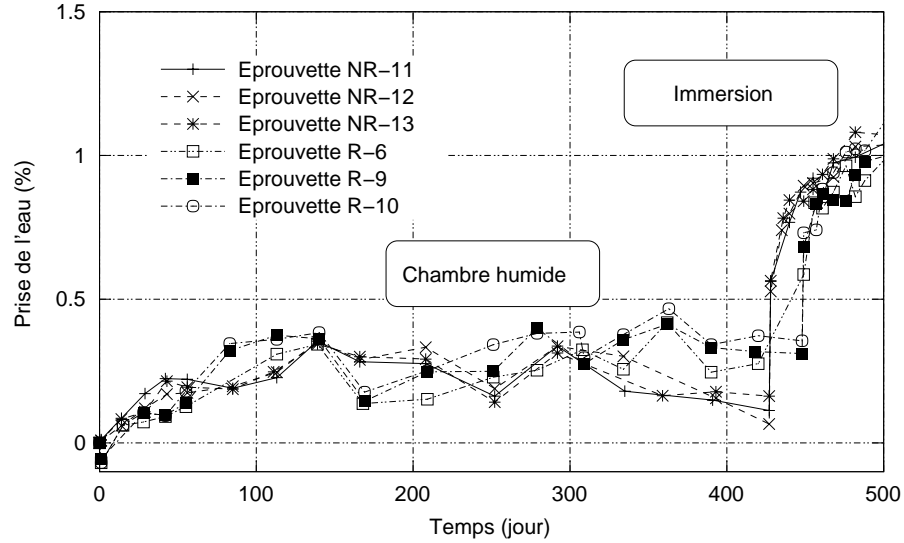 1.5
1
0.5
0
0
100
200
300
400
500
Prise de l'eau (%)
Temps (jour)
Eprouvette NR−11
Eprouvette NR−12
Eprouvette NR−13
Eprouvette R−6
Eprouvette R−9
Eprouvette R−10
Immersion
Chambre humide